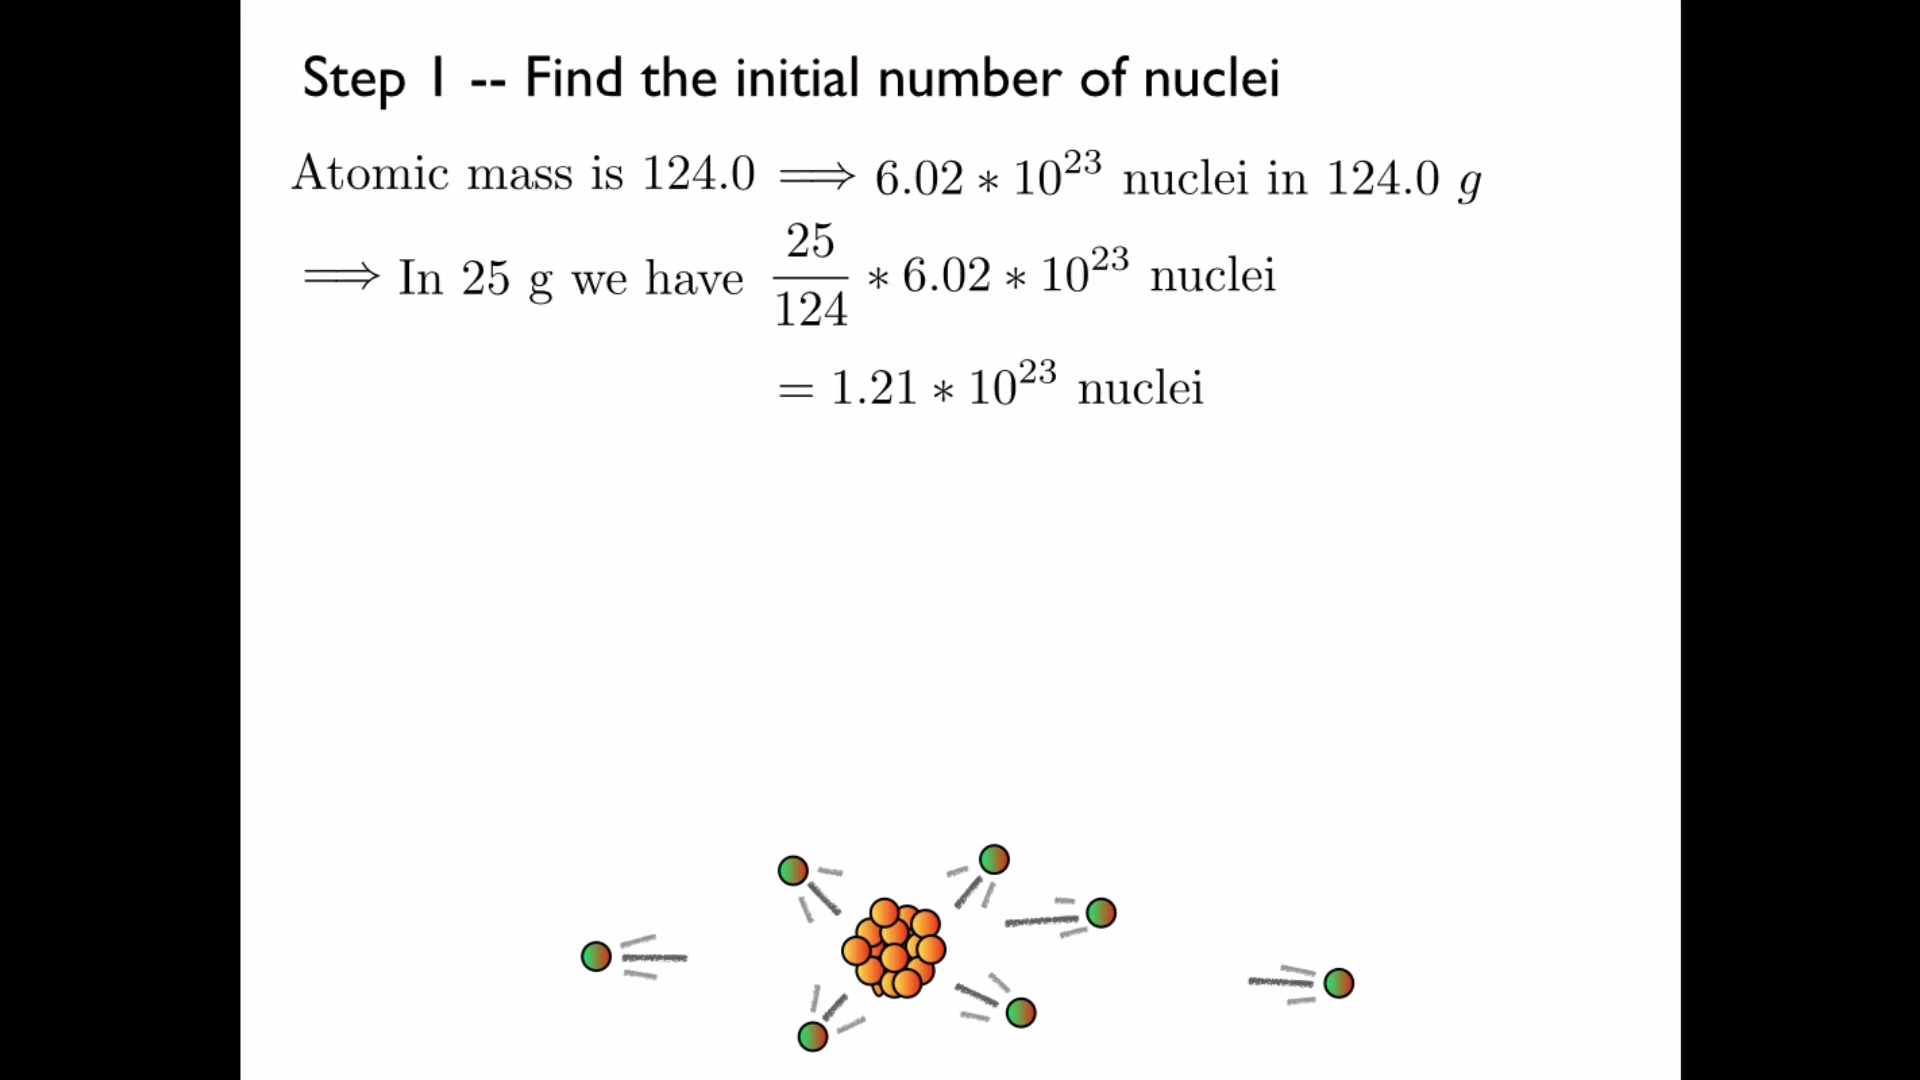 Step 1 -- Find the initial number of nuclei
Atomic mass is 124.0 ⟹ 6.02 * 10^23 nuclei in 124.0 g
⟹ In 25 g we have 25/124 * 6.02 * 10^23 nuclei
= 1.21 * 10^23 nuclei